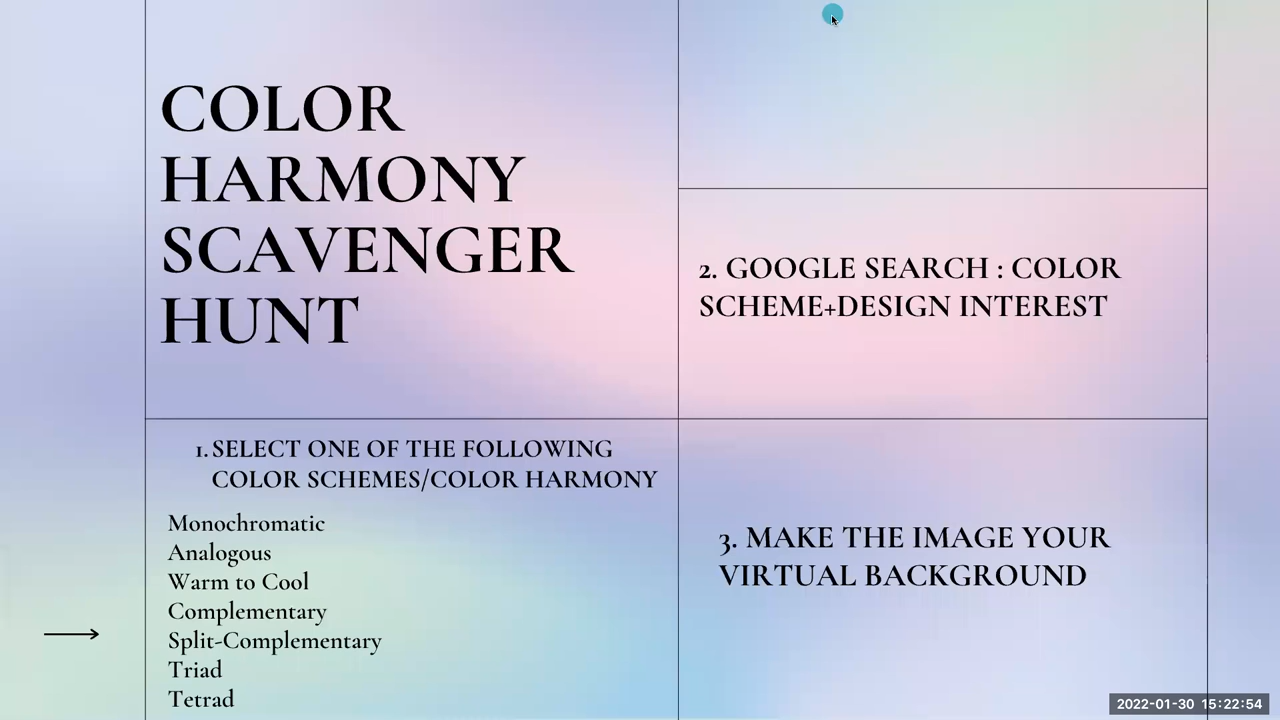 COLOR
HARMONY
SCAVENGER
HUNT
1. SELECT ONE OF THE FOLLOWING
COLOR SCHEMES/COLOR HARMONY
Monochromatic
Analogous
Warm to Cool
Complementary
Split-Complementary
Triad
Tetrad
2. GOOGLE SEARCH : COLOR
SCHEME+DESIGN INTEREST
3. MAKE THE IMAGE YOUR
VIRTUAL BACKGROUND
2022-01-30 15:22:54